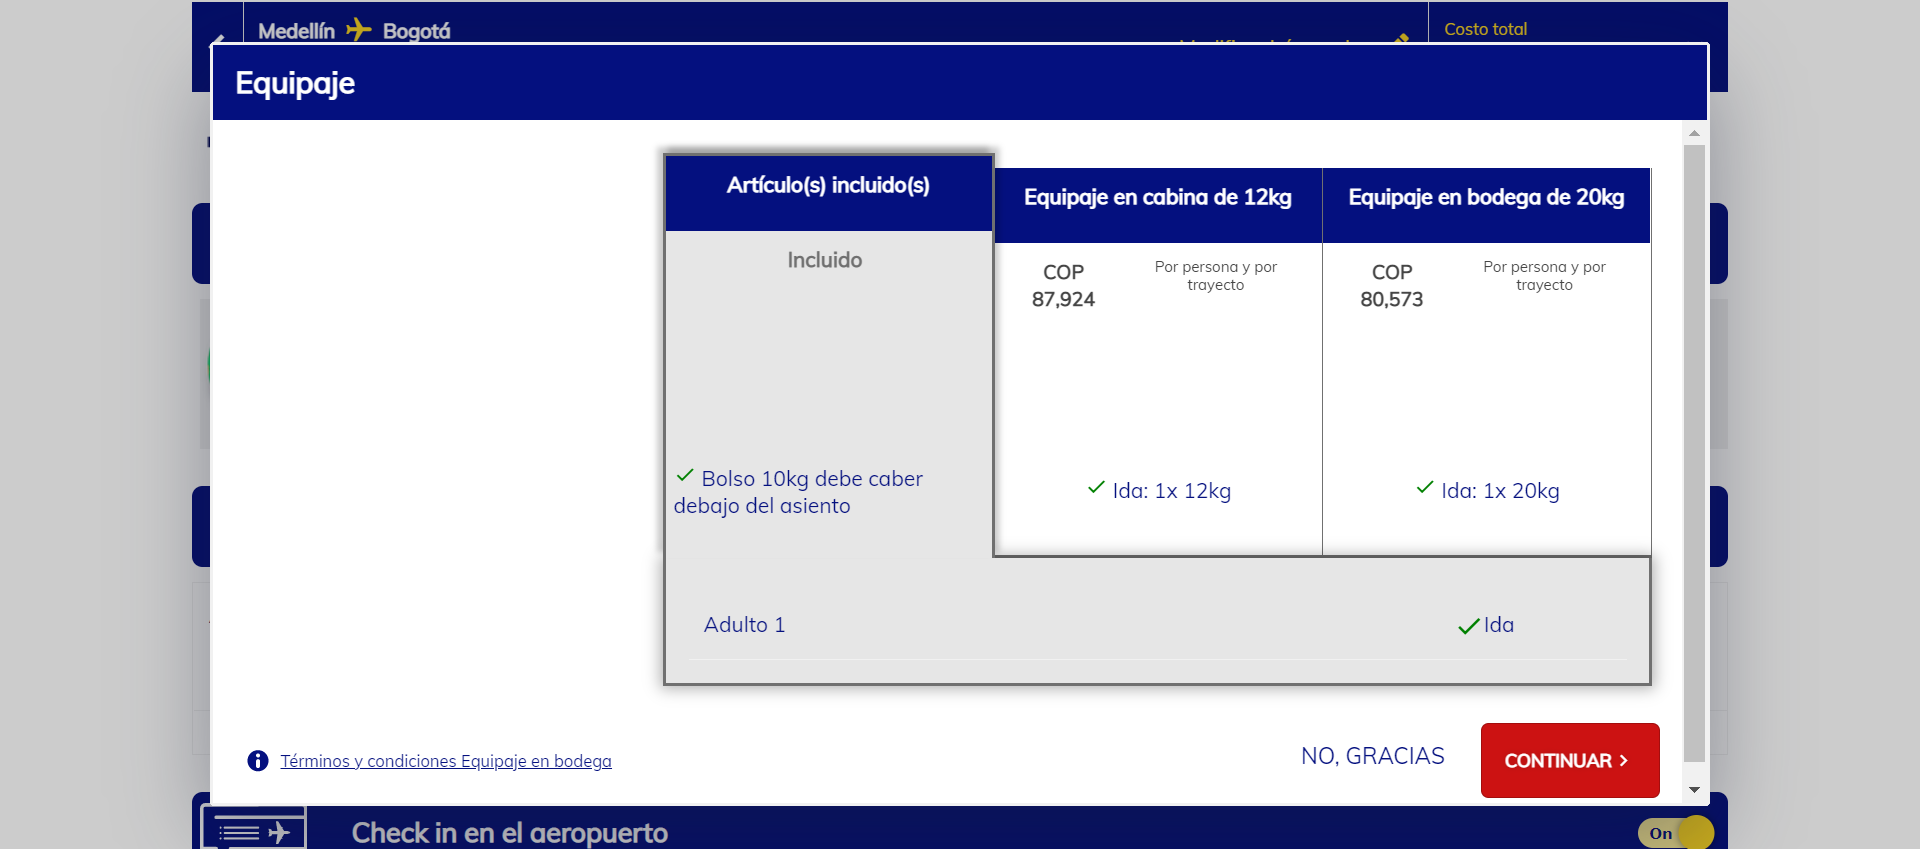 Medellín Bogotá
Costo total
Equipaje
Artículo(s) incluido(s)
Incluido
Bolso 10kg debe caber
debajo del asiento
Equipaje en cabina de 12kg
COP
87,924
Por persona y por
trayecto
Ida: 1x 12kg
Equipaje en bodega de 20kg
COP
80,573
Por persona y por
trayecto
Ida: 1x 20kg
Adulto 1
Ida
Términos y condiciones Equipaje en bodega
NO, GRACIAS
CONTINUAR
Check in en el aeropuerto
On